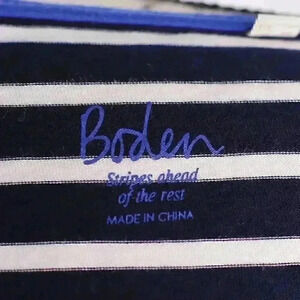 Boden
Stripes ahead
of the rest
MADE IN CHINA